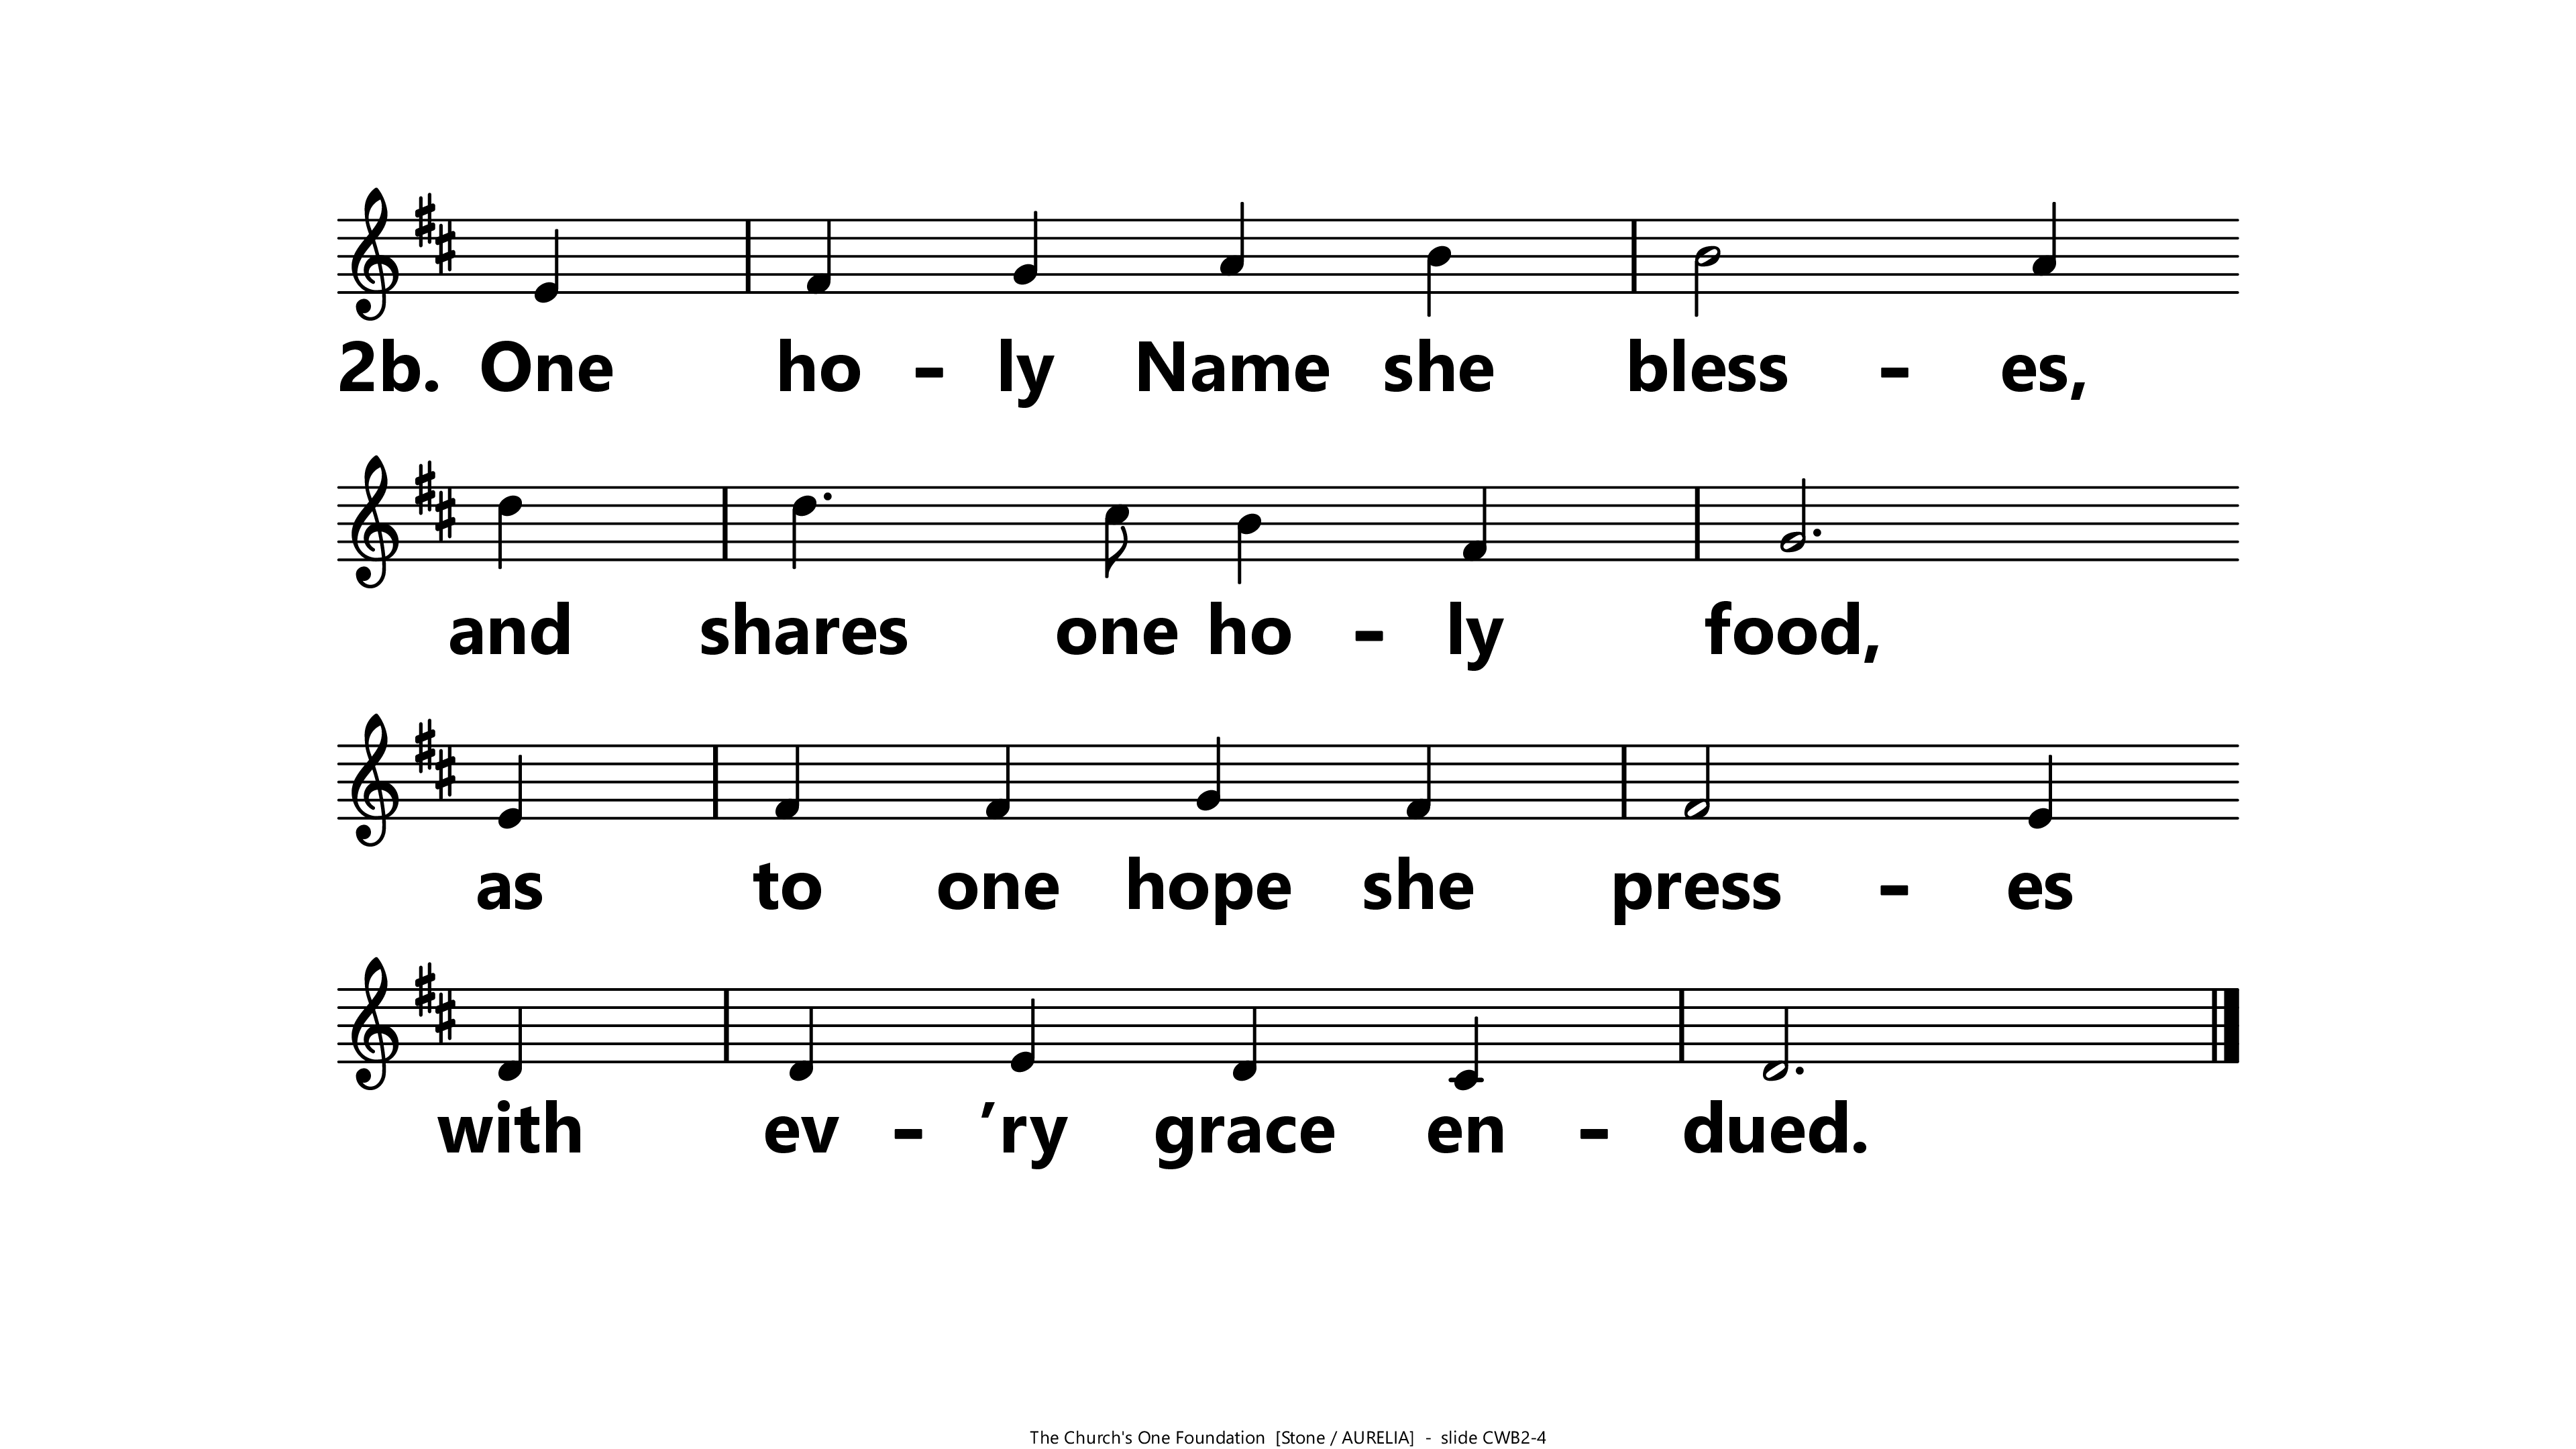 2b. One ho - ly Name she bless - es,
and shares one ho - ly food,
as to one hope she press - es
with ev - ’ry grace en - dued.
The Church's One Foundation [Stone / AURELIA] - slide CWB2-4